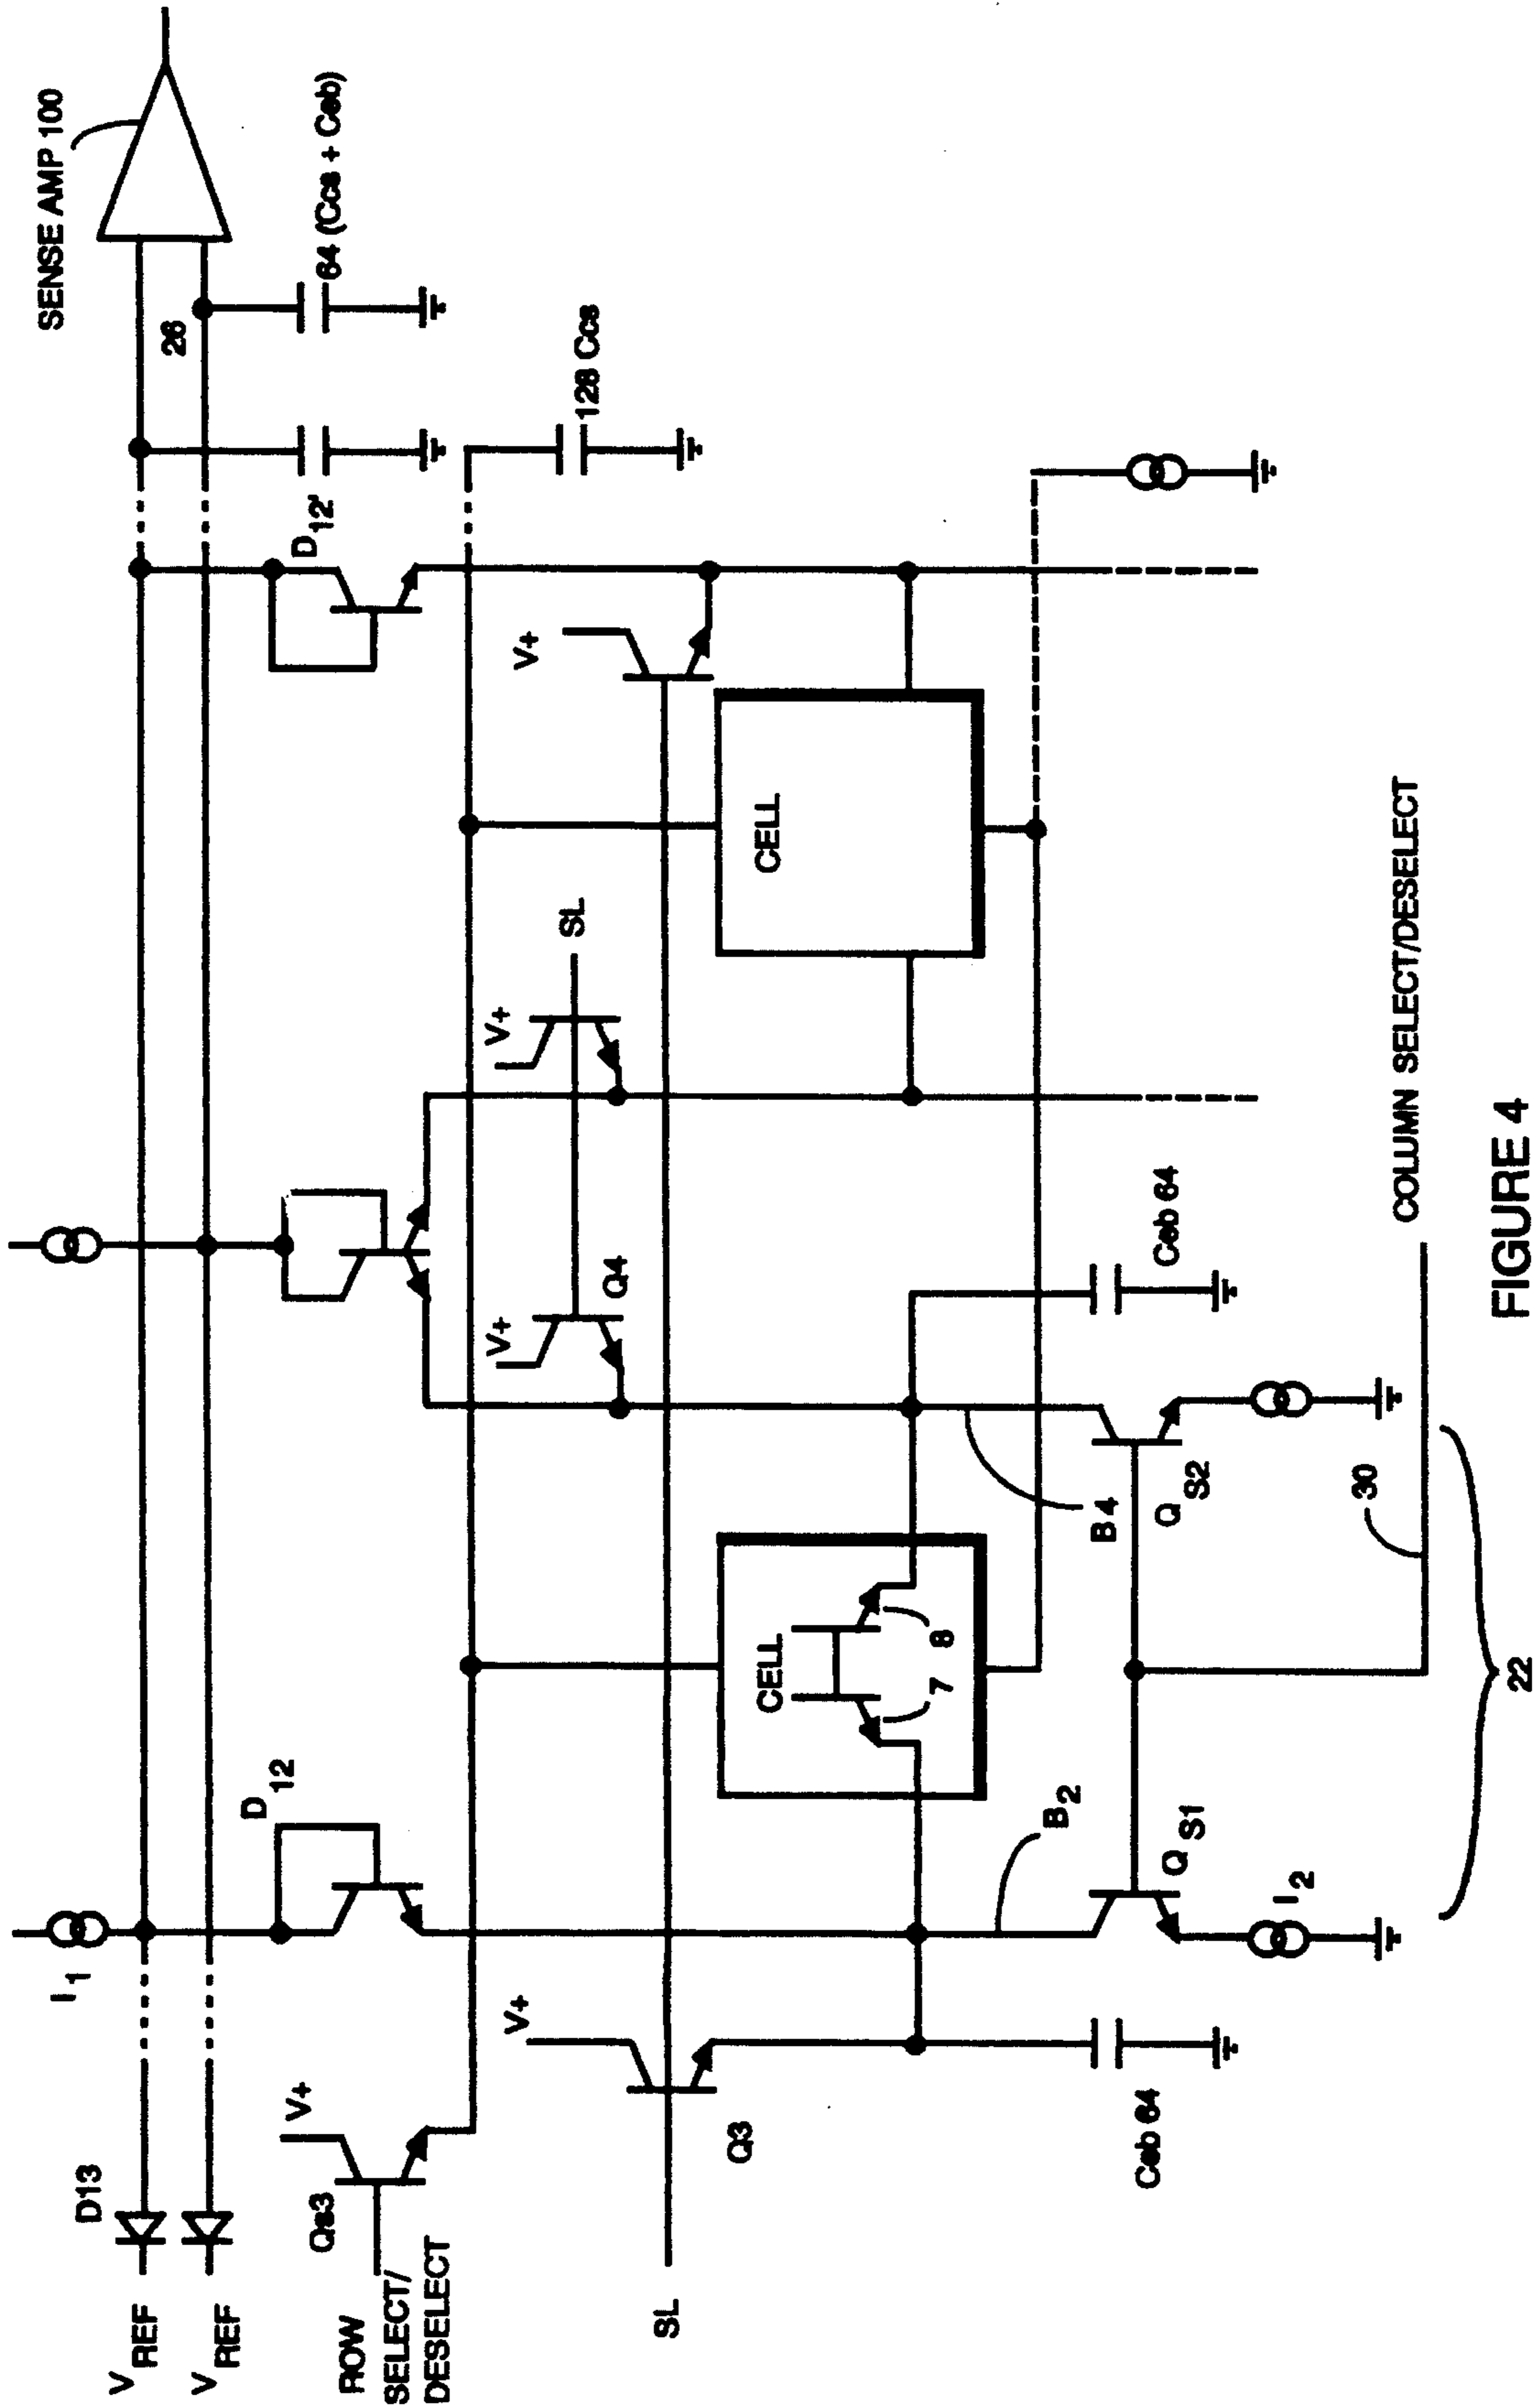 SENSE AMP 100
I1
D13
VREF
VREF
26
D12
D12'
64 (Ccs + Ceb)
128 Ccs
V+
Qs3
ROW
SELECT/
DESELECT
V+
V+
Q4
V+
SL
V+
SL
Q3
CELL
7
8
CELL
B2
B4
Ceb 64
Ceb 64
QS1
QS2
I2
30
COLUMN SELECT/DESELECT
22
FIGURE 4